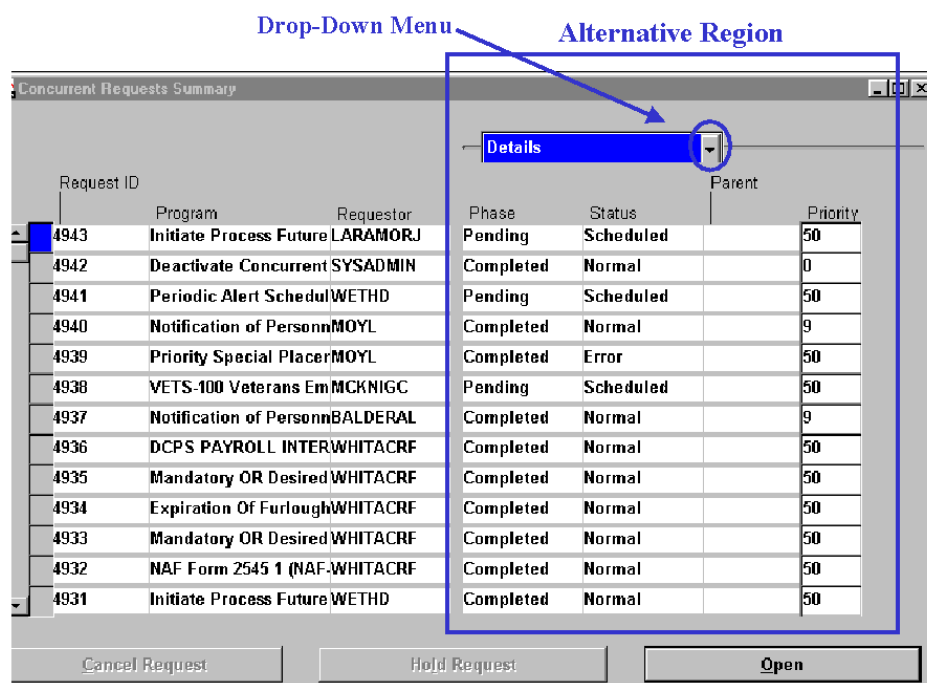 Drop-Down Menu
Alternative Region
Concurrent Requests Summary
Details
Request ID Parent
Program Requestor Phase Status Priority
4943 Initiate Process Future LARAMORJ Pending Scheduled 50
4942 Deactivate Concurrent SYSADMIN Completed Normal 0
4941 Periodic Alert Schedul WETHD Pending Scheduled 50
4940 Notification of Personn MOYL Completed Normal 9
4939 Priority Special Placer MOYL Completed Error 50
4938 VETS-100 Veterans Em MCKNIGC Pending Scheduled 50
4937 Notification of Personn BALDERAL Completed Normal 9
4936 DCPS PAYROLL INTER WHITACRF Completed Normal 50
4935 Mandatory OR Desired WHITACRF Completed Normal 50
4934 Expiration Of Furlough WHITACRF Completed Normal 50
4933 Mandatory OR Desired WHITACRF Completed Normal 50
4932 NAF Form 2545 1 (NAF- WHITACRF Completed Normal 50
4931 Initiate Process Future WETHD Completed Normal 50
Cancel Request Hold Request Open